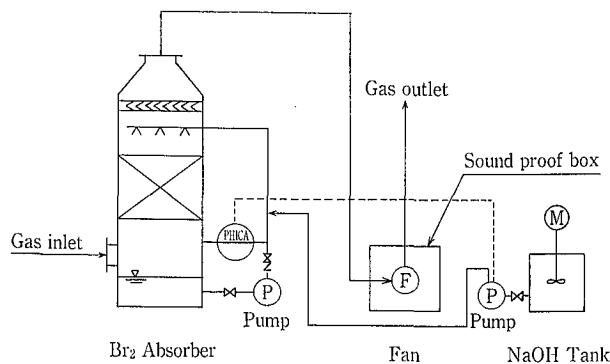 Gas outlet
Sound proof box
PHICA
M
Gas inlet
F
P
P
Pump
Pump
Br₂ Absorber
Fan
NaOH Tank